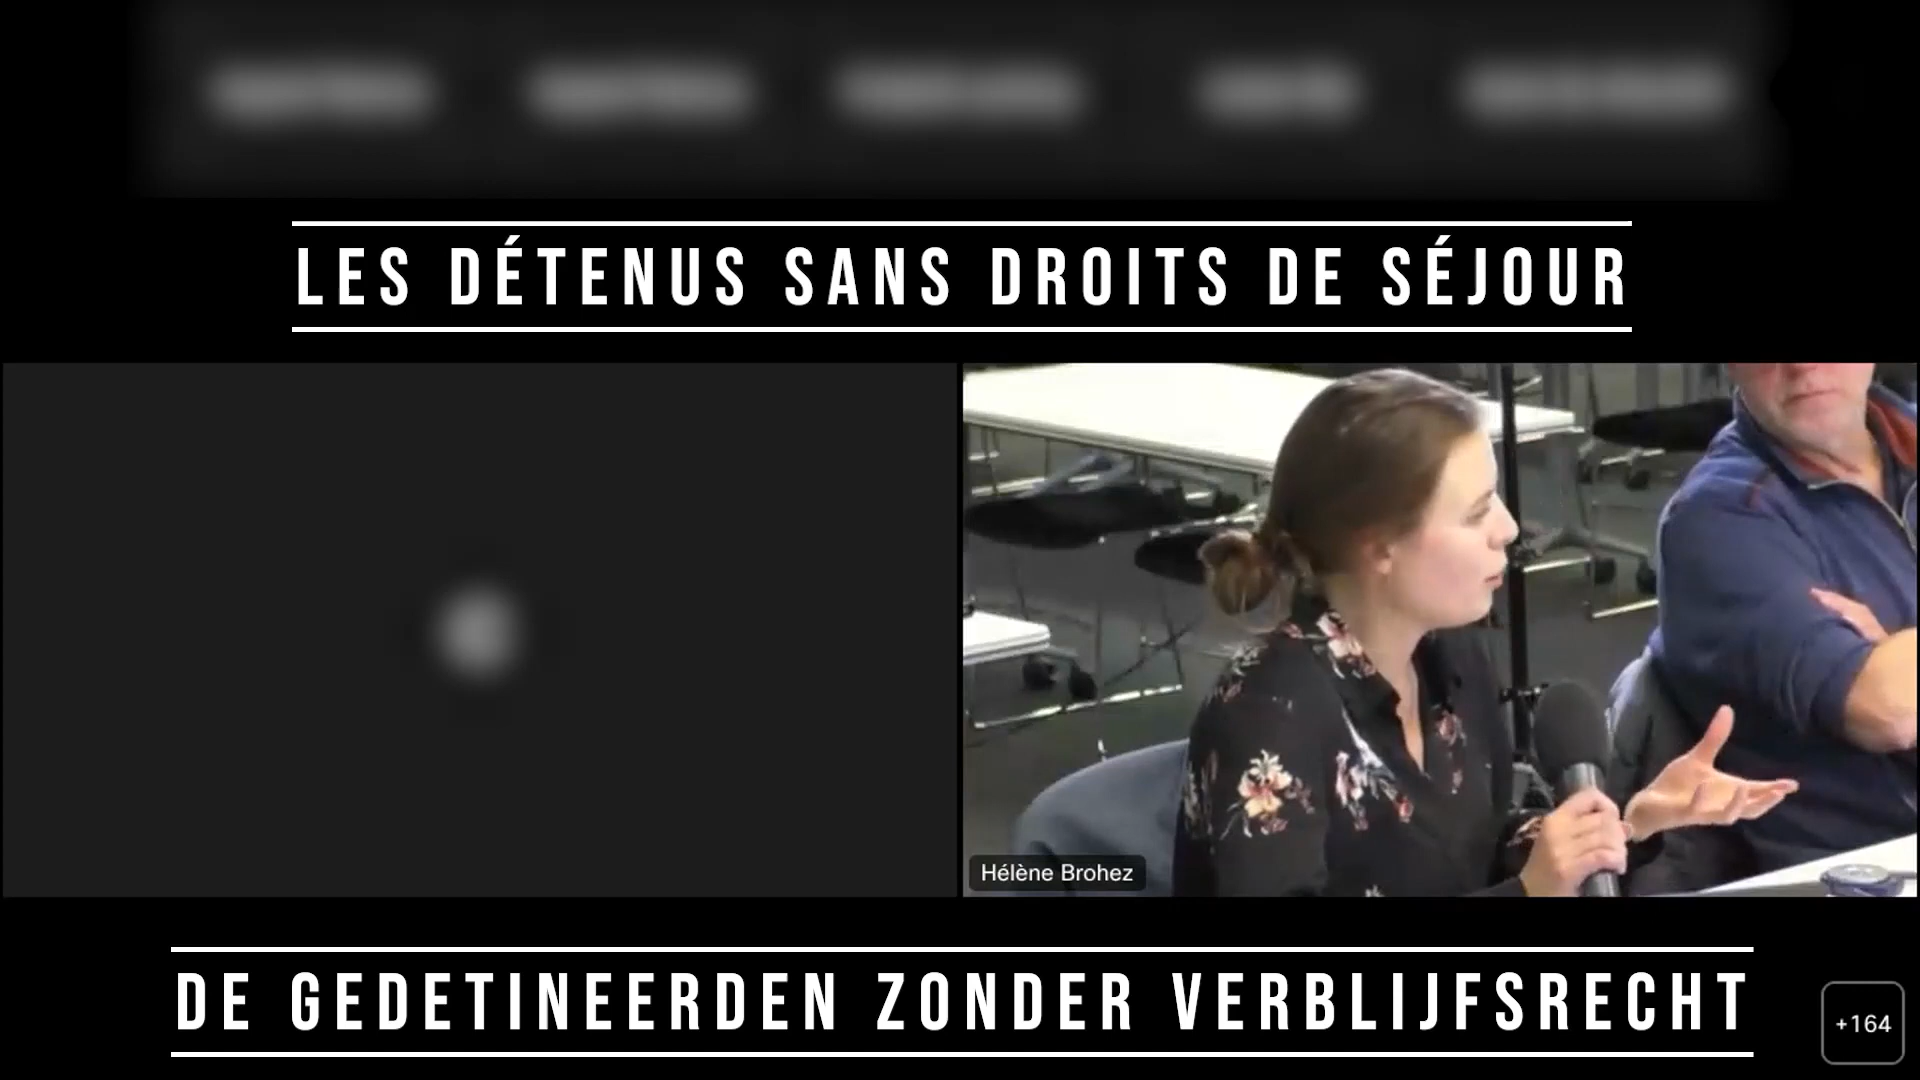 LES DÉTENUS SANS DROITS DE SÉJOUR
Hélène Brohez
DE GEDETINEERDEN ZONDER VERBLIJFSRECHT
+164